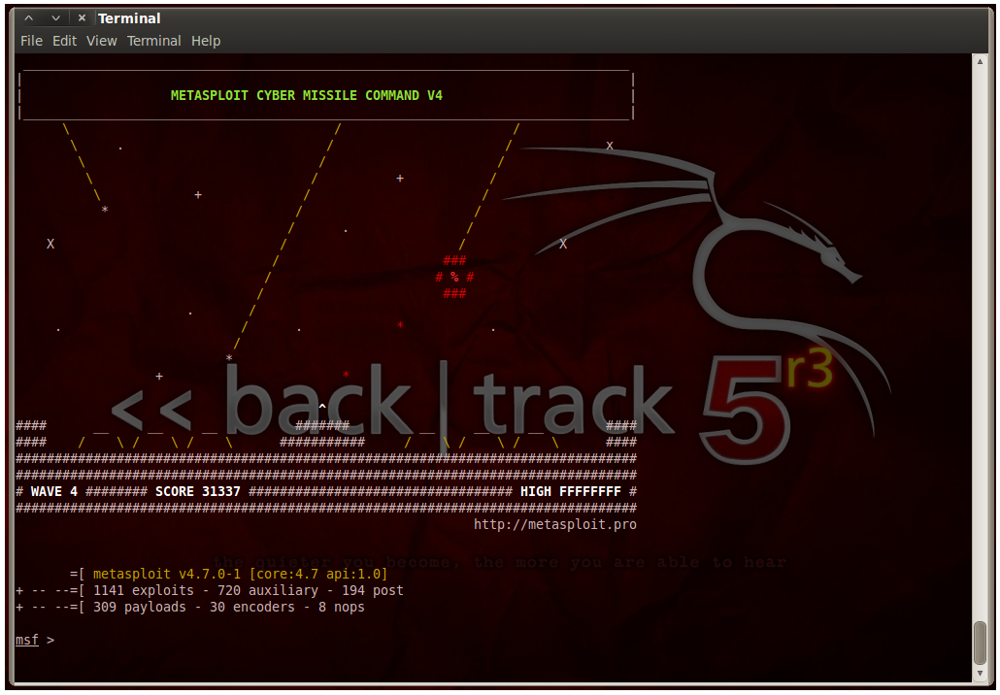 Terminal
File Edit View Terminal Help
METASPLOIT CYBER MISSILE COMMAND V4
<< back | track 5 r3
# WAVE 4 ######## SCORE 31337 ################################## HIGH FFFFFFFF #
http://metasploit.pro
the quieter you become, the more you are able to hear
=[ metasploit v4.7.0-1 [core:4.7 api:1.0]
+ -- --=[ 1141 exploits - 720 auxiliary - 194 post
+ -- --=[ 309 payloads - 30 encoders - 8 nops
msf >